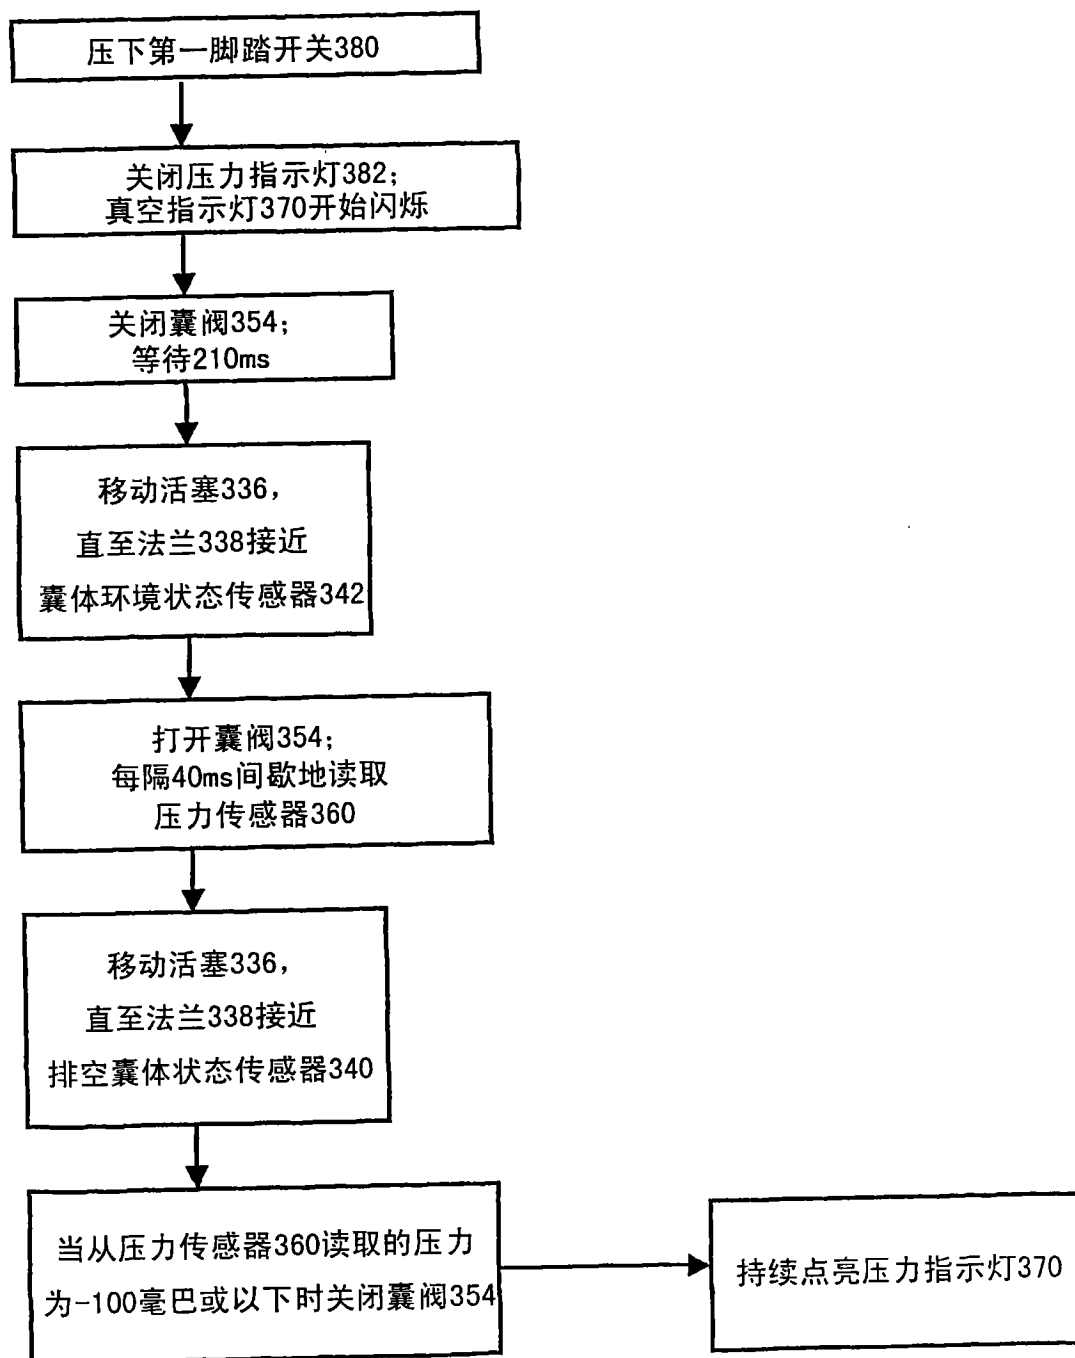 压下第一脚踏开关380
关闭压力指示灯382;
真空指示灯370开始闪烁
关闭囊阀354;
等待210ms
移动活塞336,
直至法兰338接近
囊体环境状态传感器342
打开囊阀354;
每隔40ms间歇地读取
压力传感器360
移动活塞336,
直至法兰338接近
排空囊体状态传感器340
当从压力传感器360读取的压力
为-100毫巴或以下时关闭囊阀354
持续点亮压力指示灯370